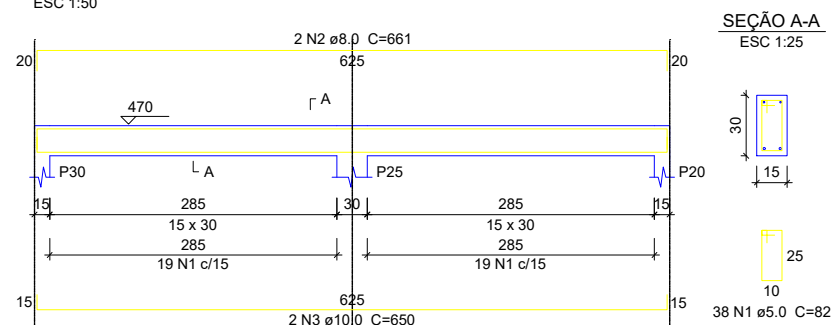 ESC 1:50
SEÇÃO A-A
ESC 1:25
2 N2 ø8.0 C=661
20
625
20
470
A
30
A
P30
P25
P20
15
15
285
30
285
15
15 x 30
15 x 30
285
285
19 N1 c/15
19 N1 c/15
25
10
15
625
15
38 N1 ø5.0 C=82
2 N3 ø10.0 C=650